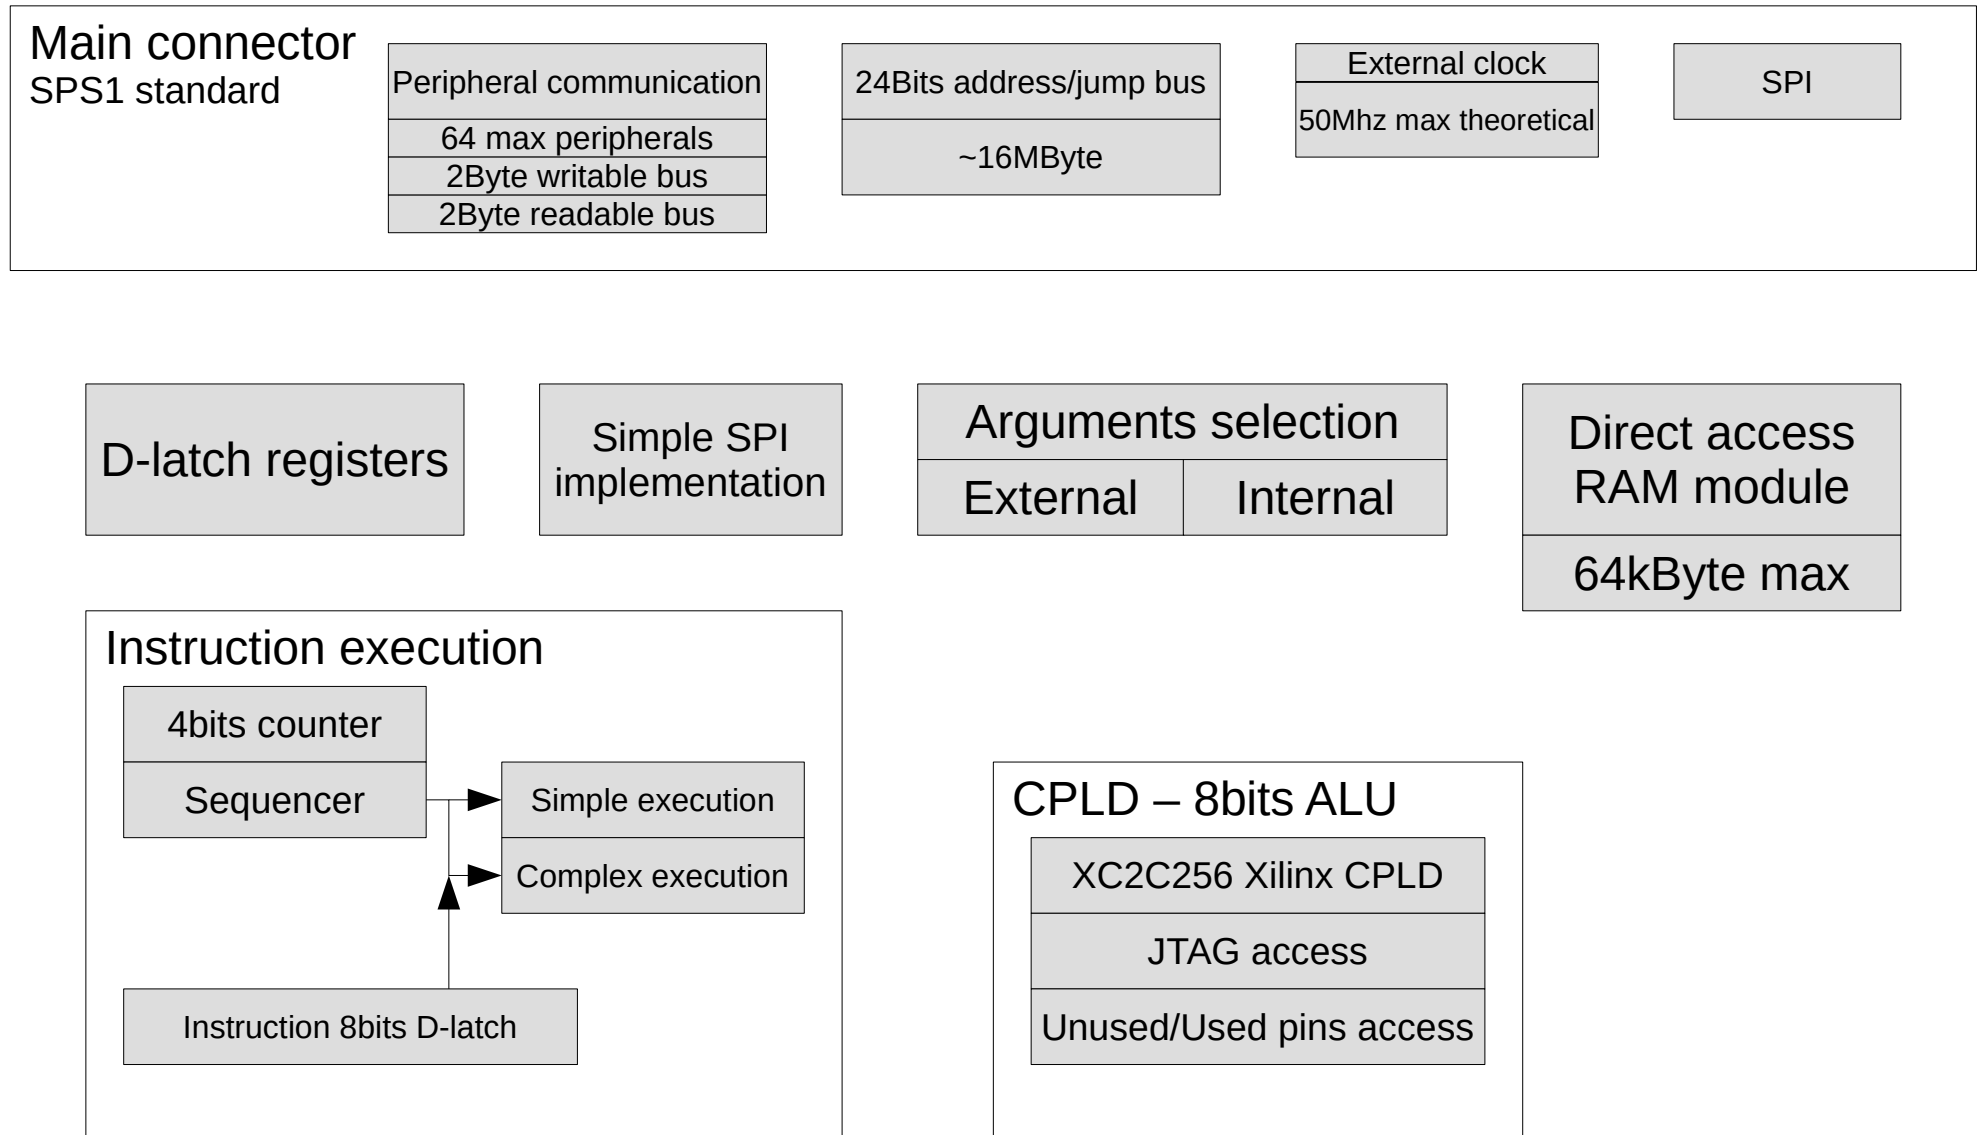 Main connector
SPS1 standard
Peripheral communication
64 max peripherals
2Byte writable bus
2Byte readable bus
24Bits address/jump bus
~16MByte
External clock
50Mhz max theoretical
SPI
D-latch registers
Simple SPI
implementation
Arguments selection
External
Internal
Direct access
RAM module
64kByte max
Instruction execution
4bits counter
Sequencer
Simple execution
Complex execution
Instruction 8bits D-latch
CPLD – 8bits ALU
XC2C256 Xilinx CPLD
JTAG access
Unused/Used pins access